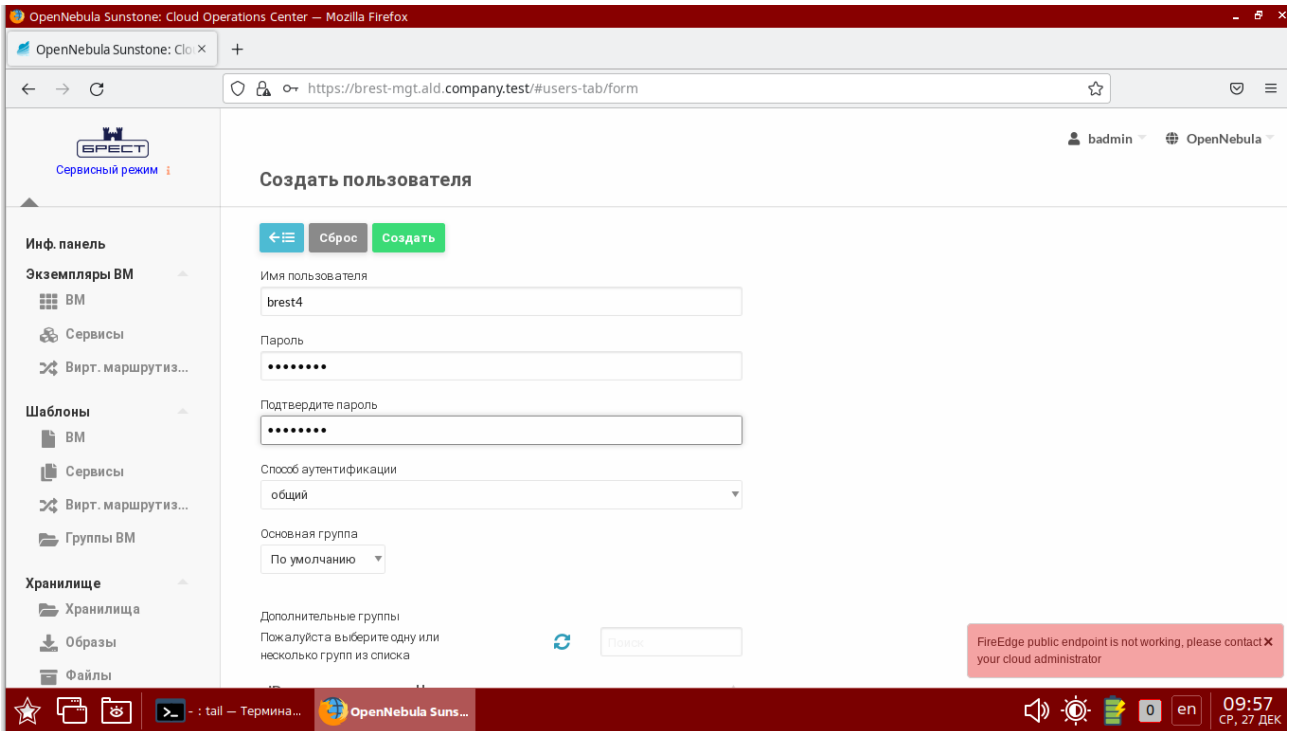 OpenNebula Sunstone: Cloud Operations Center — Mozilla Firefox
OpenNebula Sunstone: Clo
https://brest-mgt.ald.company.test/#users-tab/form
БРЕСТ
Сервисный режим i
badmin
OpenNebula
Создать пользователя
Инф. панель
Экземпляры ВМ
ВМ
Сервисы
Вирт. маршрутиз...
Шаблоны
ВМ
Сервисы
Вирт. маршрутиз...
Группы ВМ
Хранилище
Хранилища
Образы
Файлы
Сброс
Создать
Имя пользователя
brest4
Пароль
••••••••
Подтвердите пароль
••••••••
Способ аутентификации
общий
Основная группа
По умолчанию
Дополнительные группы
Пожалуйста выберите одну или
несколько групп из списка
Поиск
FireEdge public endpoint is not working, please contact
your cloud administrator
- : tail — Термина...
OpenNebula Suns...
0
en
09:57
СР, 27 ДЕК